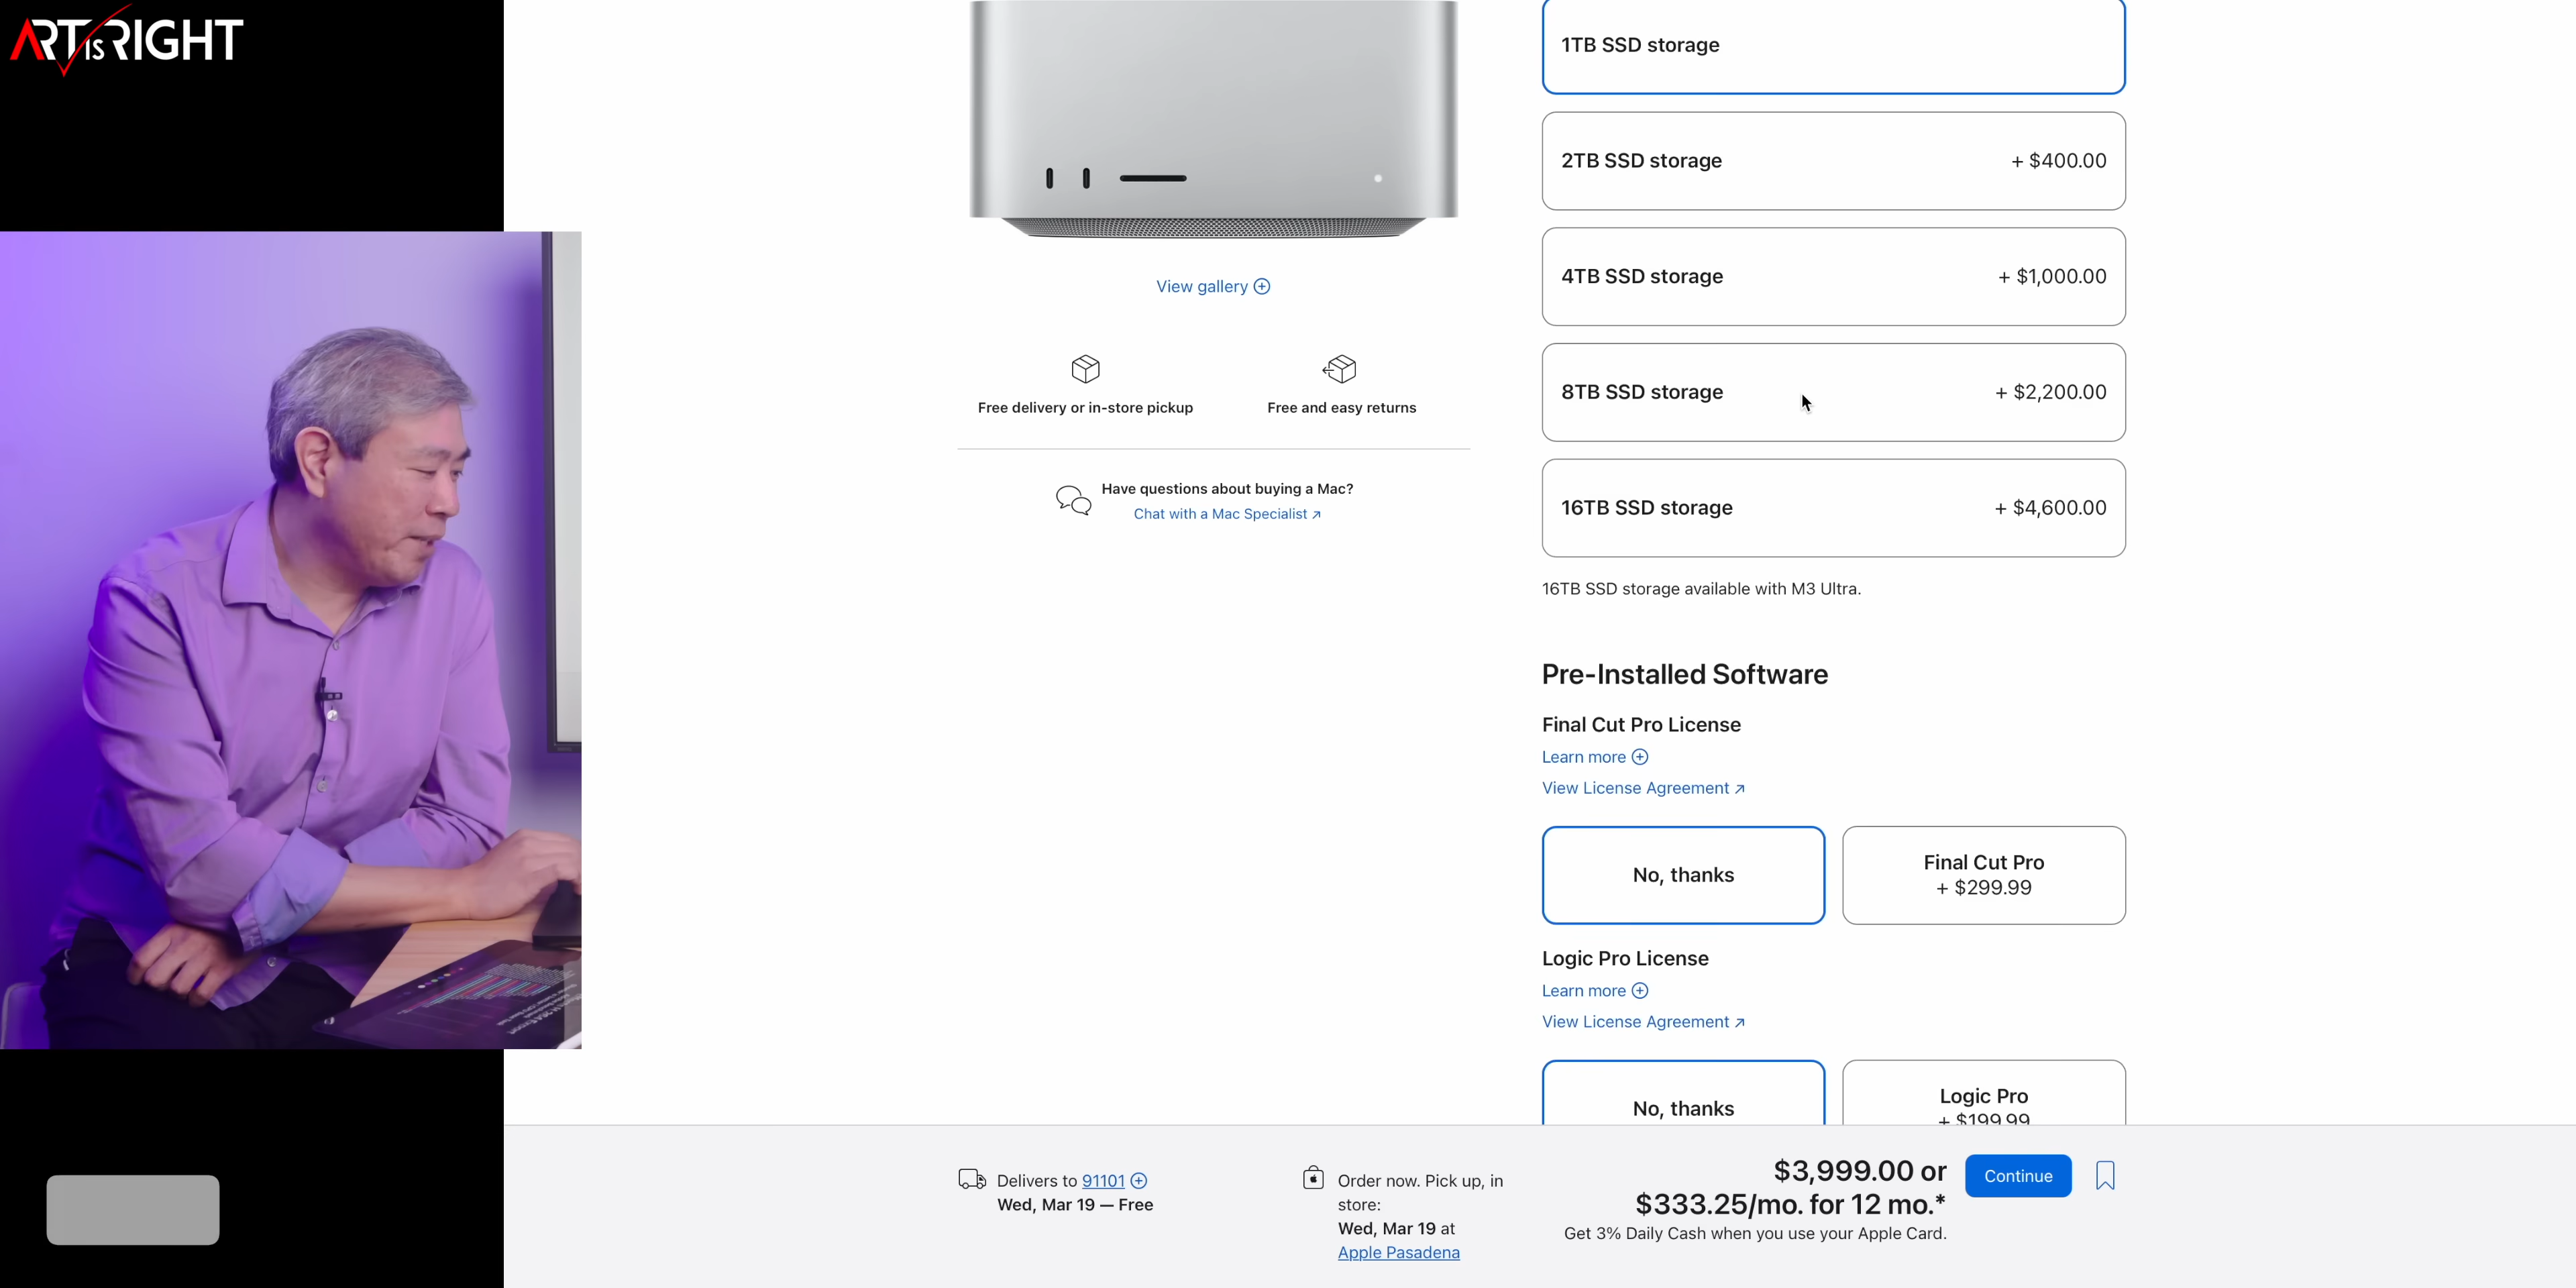 ART IS RIGHT
1TB SSD storage
2TB SSD storage + $400.00
4TB SSD storage + $1,000.00
View gallery
8TB SSD storage + $2,200.00
Free delivery or in-store pickup
Free and easy returns
Have questions about buying a Mac?
Chat with a Mac Specialist ↗
16TB SSD storage + $4,600.00
16TB SSD storage available with M3 Ultra.
Pre-Installed Software
Final Cut Pro License
Learn more
View License Agreement ↗
No, thanks
Final Cut Pro
+ $299.99
Logic Pro License
Learn more
View License Agreement ↗
No, thanks
Logic Pro
+ $199.99
Delivers to 91101
Wed, Mar 19 — Free
Order now. Pick up, in
store:
Wed, Mar 19 at
Apple Pasadena
$3,999.00 or
$333.25/mo. for 12 mo.*
Get 3% Daily Cash when you use your Apple Card.
Continue